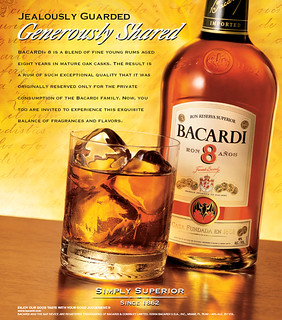 Jealously Guarded
Generously Shared
Bacardi 8 is a blend of fine young rums aged
eight years in mature oak casks. The result is
a rum of such exceptional quality that it was
originally reserved only for the private
consumption of the Bacardi family. Now, you
too are invited to experience this exquisite
balance of fragrances and flavors.
IMPORTED
RON RESERVA SUPERIOR
BACARDI
RON 8 AÑOS
Simply Superior
Since 1862